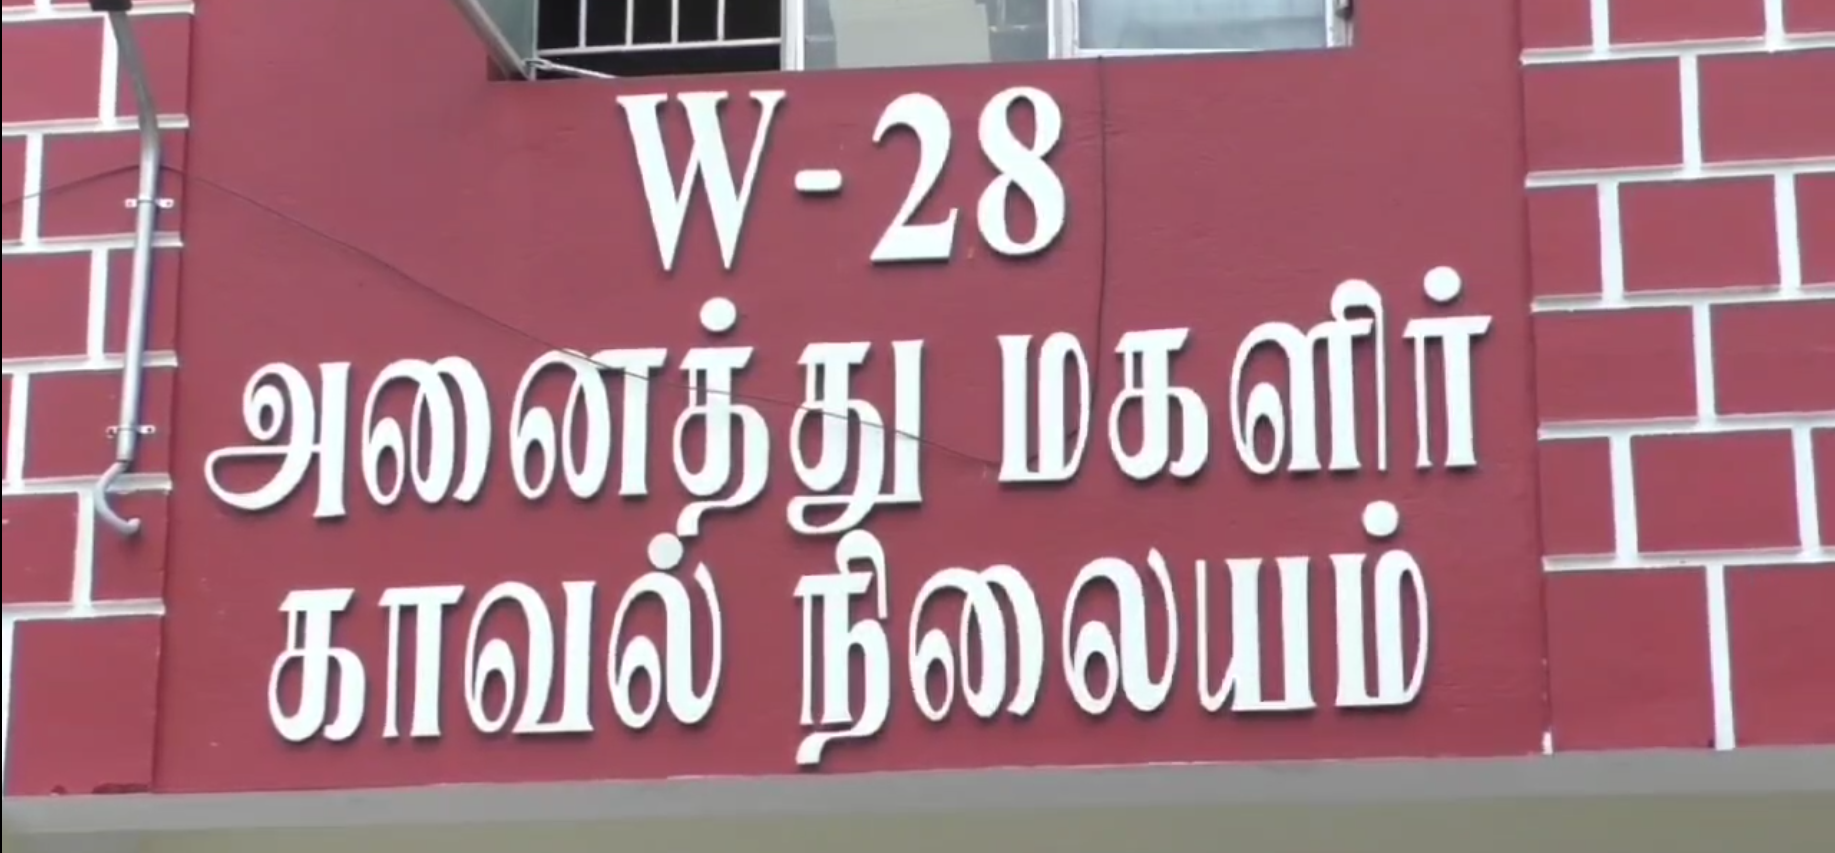 W-28
அனைத்து மகளிர்
காவல் நிலையம்